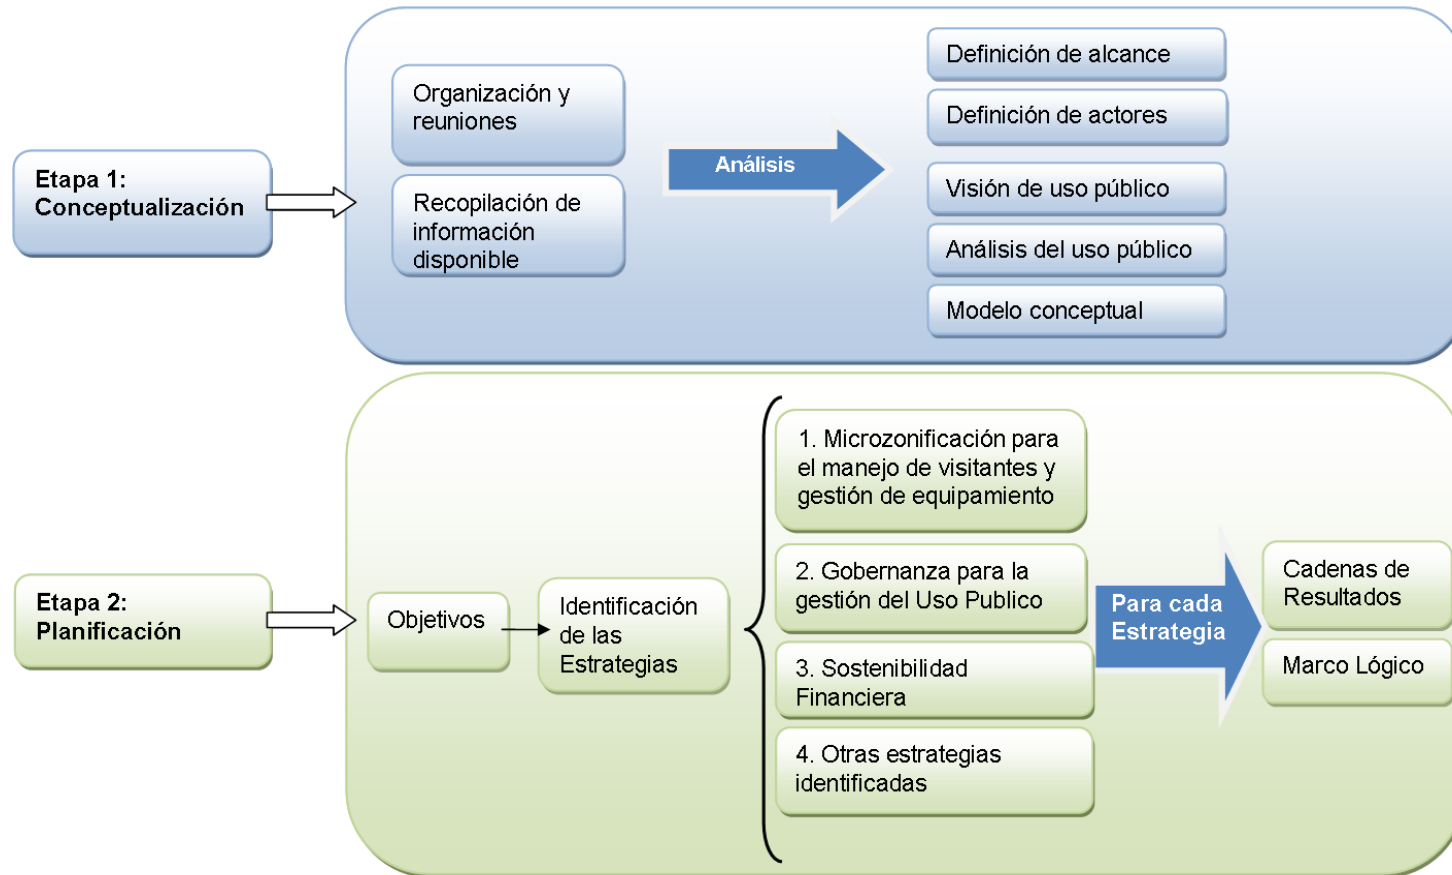 Etapa 1:
Conceptualización
Organización y
reuniones
Recopilación de
información
disponible
Análisis
Definición de alcance
Definición de actores
Visión de uso público
Análisis del uso público
Modelo conceptual
Etapa 2:
Planificación
Objetivos
Identificación
de las
Estrategias
1. Microzonificación para
el manejo de visitantes y
gestión de equipamiento
2. Gobernanza para la
gestión del Uso Publico
3. Sostenibilidad
Financiera
4. Otras estrategias
identificadas
Para cada
Estrategia
Cadenas de
Resultados
Marco Lógico